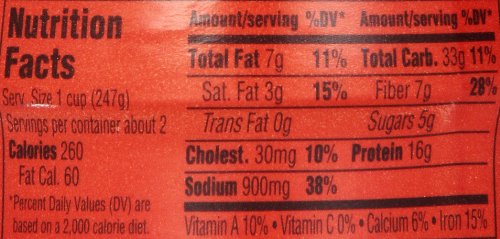 Nutrition
Facts
Serv. Size 1 cup (247g)
Servings per container about 2
Calories 260
Fat Cal. 60
*Percent Daily Values (DV) are
based on a 2,000 calorie diet.
Amount/serving %DV* Amount/serving %DV*
Total Fat 7g 11% Total Carb. 33g 11%
Sat. Fat 3g 15% Fiber 7g 28%
Trans Fat 0g Sugars 5g
Cholest. 30mg 10% Protein 16g
Sodium 900mg 38%
Vitamin A 10% • Vitamin C 0% • Calcium 6% • Iron 15%